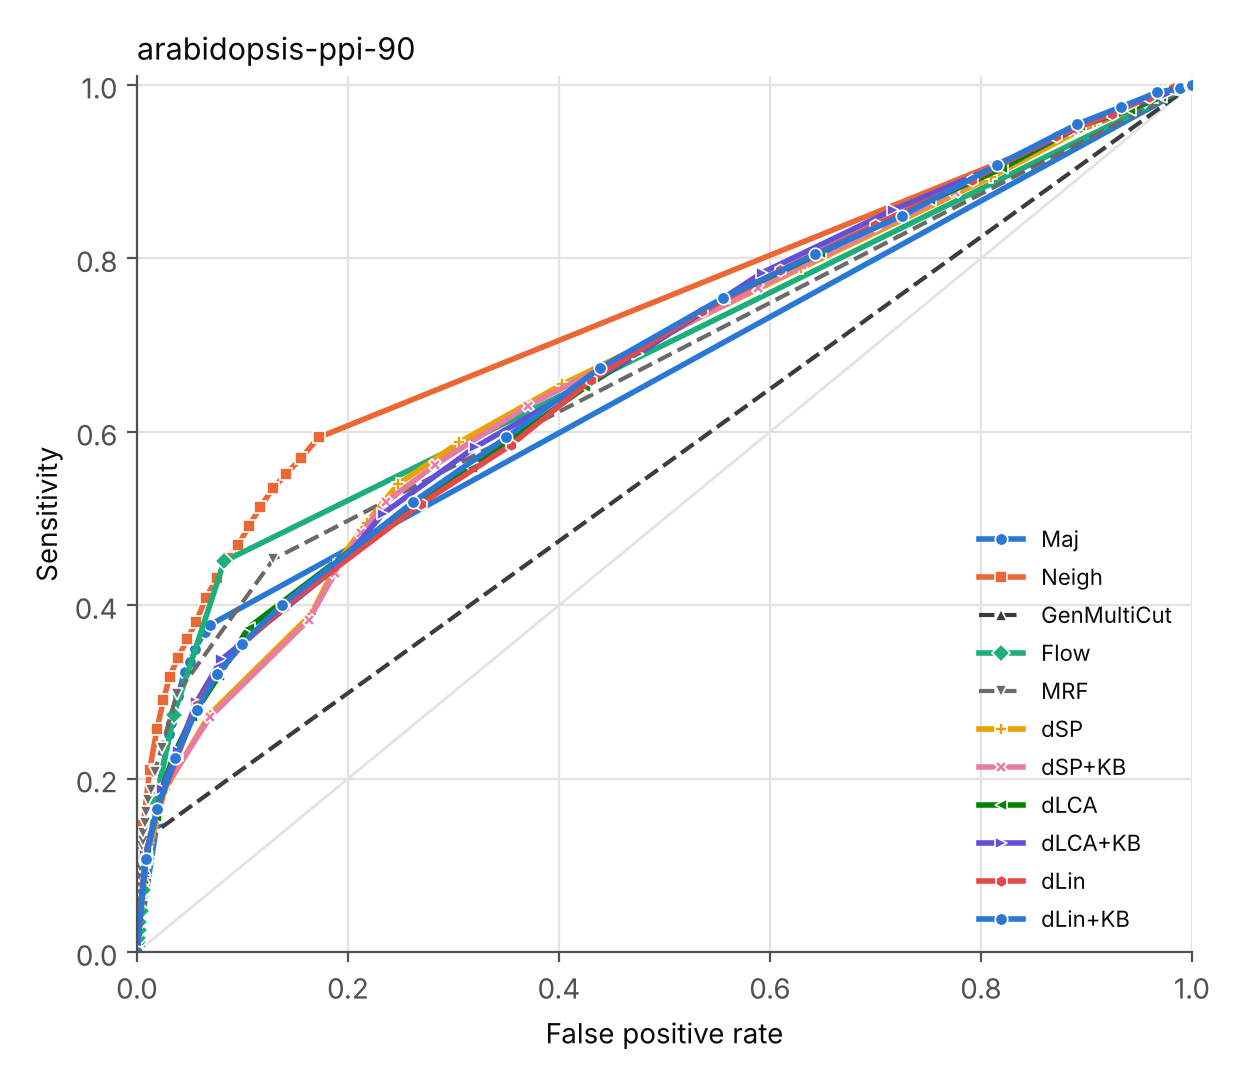 arabidopsis-ppi-90
1.0
0.8
0.6
0.4
0.2
0.0
Sensitivity
Maj
Neigh
GenMultiCut
Flow
MRF
dSP
dSP+KB
dLCA
dLCA+KB
dLin
dLin+KB
0.0 0.2 0.4 0.6 0.8 1.0
False positive rate